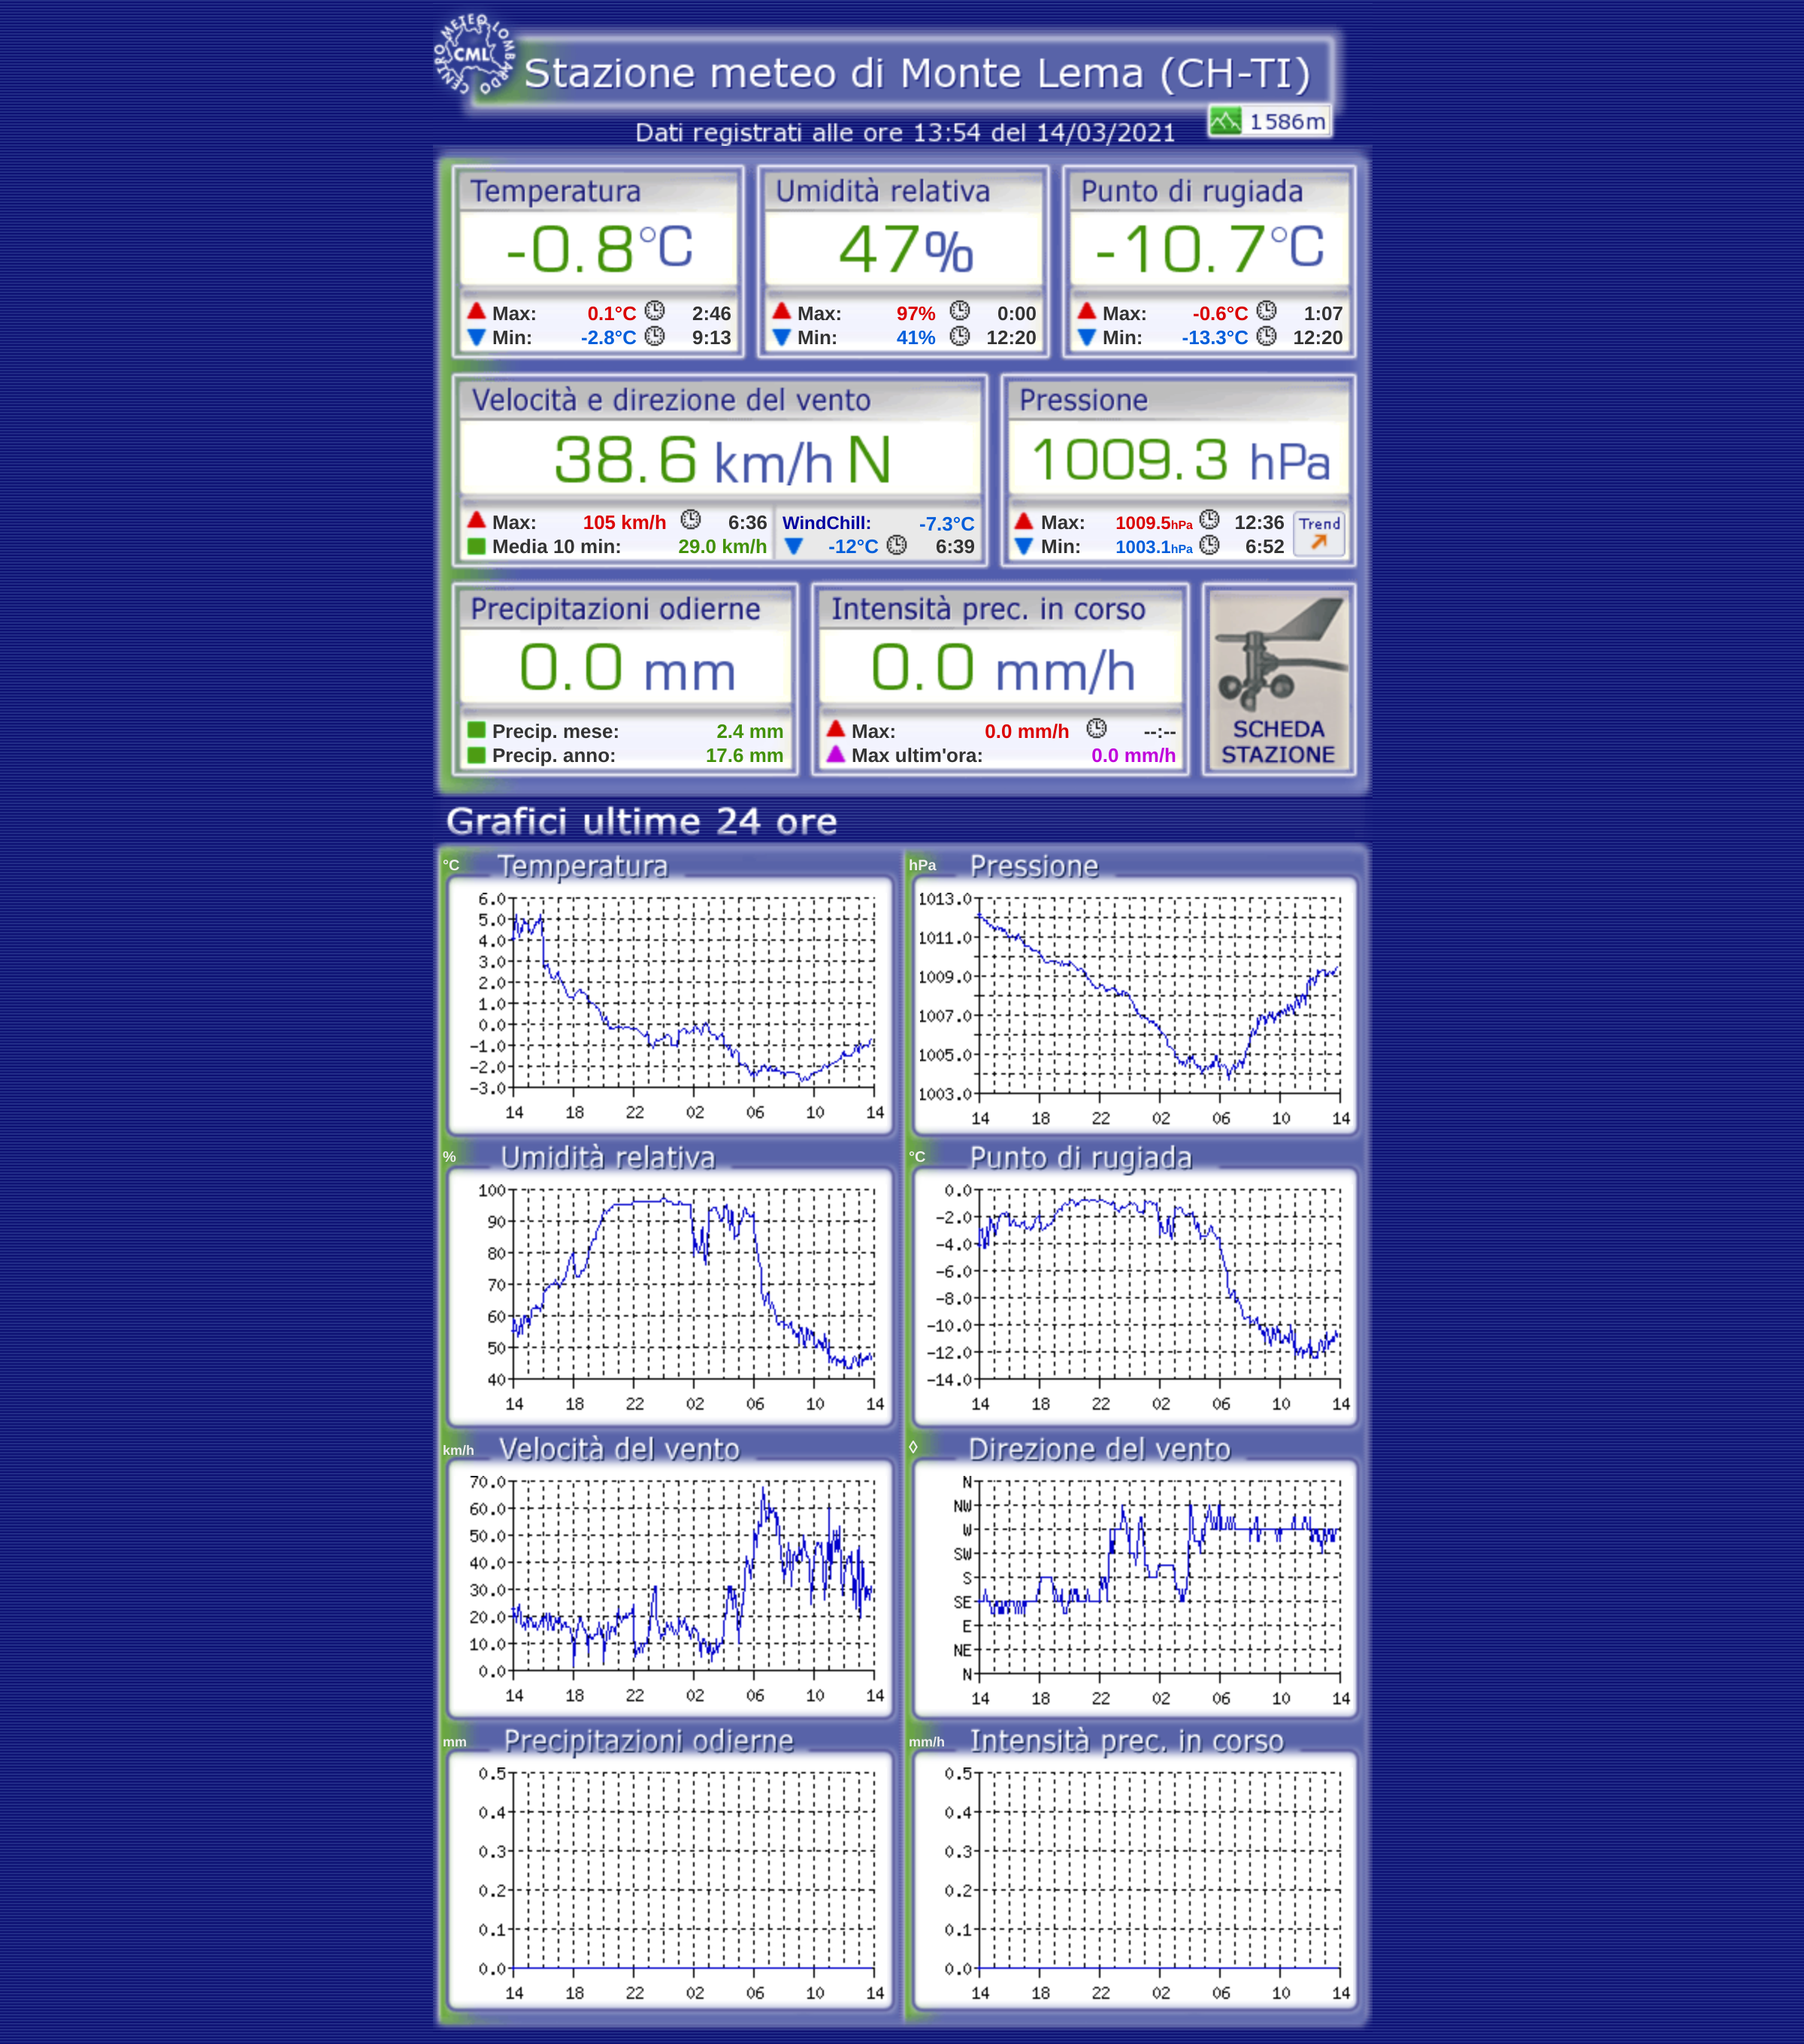 CENTRO METEO LOMBARDO
CML
Stazione meteo di Monte Lema (CH-TI)
1586m
Dati registrati alle ore 13:54 del 14/03/2021
Temperatura
-0.8°C
Max: 0.1°C 2:46
Min: -2.8°C 9:13
Umidità relativa
47%
Max: 97% 0:00
Min: 41% 12:20
Punto di rugiada
-10.7°C
Max: -0.6°C 1:07
Min: -13.3°C 12:20
Velocità e direzione del vento
38.6 km/h N
Max: 105 km/h 6:36
Media 10 min: 29.0 km/h
WindChill: -7.3°C
-12°C 6:39
Pressione
1009.3 hPa
Max: 1009.5hPa 12:36
Min: 1003.1hPa 6:52
Trend
Precipitazioni odierne
0.0 mm
Precip. mese: 2.4 mm
Precip. anno: 17.6 mm
Intensità prec. in corso
0.0 mm/h
Max: 0.0 mm/h --:--
Max ultim'ora: 0.0 mm/h
SCHEDA
STAZIONE
Grafici ultime 24 ore
°C Temperatura
6.0
5.0
4.0
3.0
2.0
1.0
0.0
-1.0
-2.0
-3.0
14 18 22 02 06 10 14
hPa Pressione
1013.0
1011.0
1009.0
1007.0
1005.0
1003.0
14 18 22 02 06 10 14
% Umidità relativa
100
90
80
70
60
50
40
14 18 22 02 06 10 14
°C Punto di rugiada
0.0
-2.0
-4.0
-6.0
-8.0
-10.0
-12.0
-14.0
14 18 22 02 06 10 14
km/h Velocità del vento
70.0
60.0
50.0
40.0
30.0
20.0
10.0
0.0
14 18 22 02 06 10 14
◊ Direzione del vento
N
NW
W
SW
S
SE
E
NE
N
14 18 22 02 06 10 14
mm Precipitazioni odierne
0.5
0.4
0.3
0.2
0.1
0.0
14 18 22 02 06 10 14
mm/h Intensità prec. in corso
0.5
0.4
0.3
0.2
0.1
0.0
14 18 22 02 06 10 14